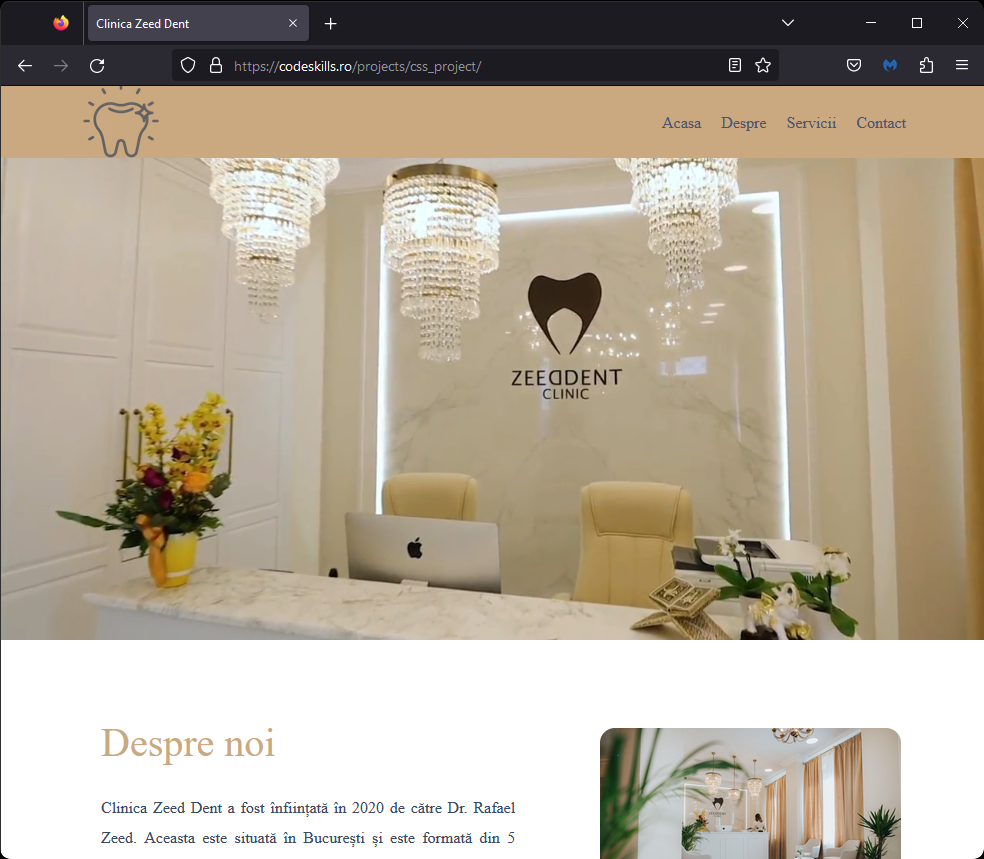 Clinica Zeed Dent
https://codeskills.ro/projects/css_project/
Acasa Despre Servicii Contact
ZEEDDENT
CLINIC
Despre noi
Clinica Zeed Dent a fost înființată în 2020 de către Dr. Rafael
Zeed. Aceasta este situată în București și este formată din 5